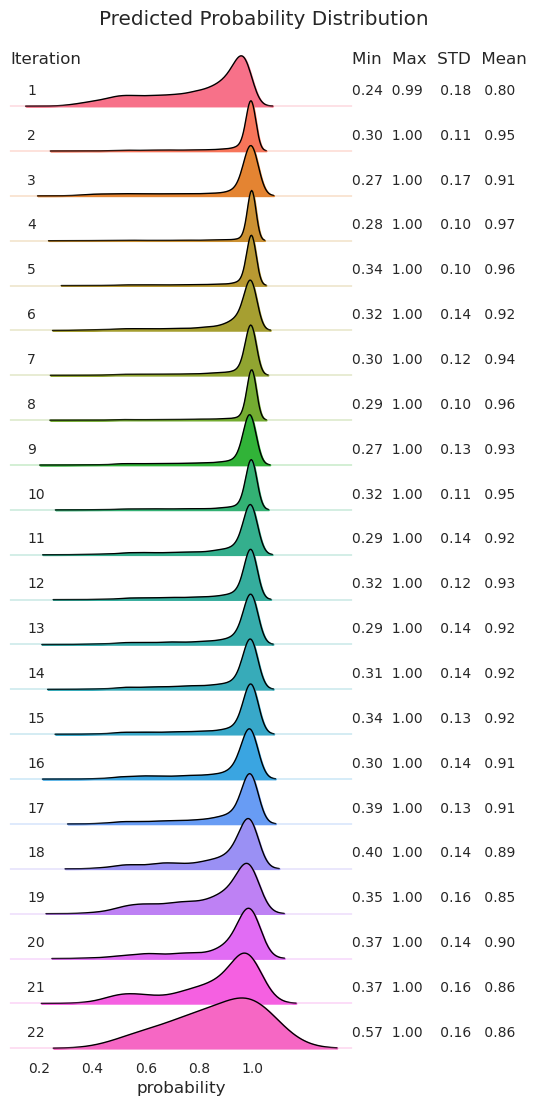 Predicted Probability Distribution
Iteration Min Max STD Mean
1 0.24 0.99 0.18 0.80
2 0.30 1.00 0.11 0.95
3 0.27 1.00 0.17 0.91
4 0.28 1.00 0.10 0.97
5 0.34 1.00 0.10 0.96
6 0.32 1.00 0.14 0.92
7 0.30 1.00 0.12 0.94
8 0.29 1.00 0.10 0.96
9 0.27 1.00 0.13 0.93
10 0.32 1.00 0.11 0.95
11 0.29 1.00 0.14 0.92
12 0.32 1.00 0.12 0.93
13 0.29 1.00 0.14 0.92
14 0.31 1.00 0.14 0.92
15 0.34 1.00 0.13 0.92
16 0.30 1.00 0.14 0.91
17 0.39 1.00 0.13 0.91
18 0.40 1.00 0.14 0.89
19 0.35 1.00 0.16 0.85
20 0.37 1.00 0.14 0.90
21 0.37 1.00 0.16 0.86
22 0.57 1.00 0.16 0.86
0.2 0.4 0.6 0.8 1.0
probability